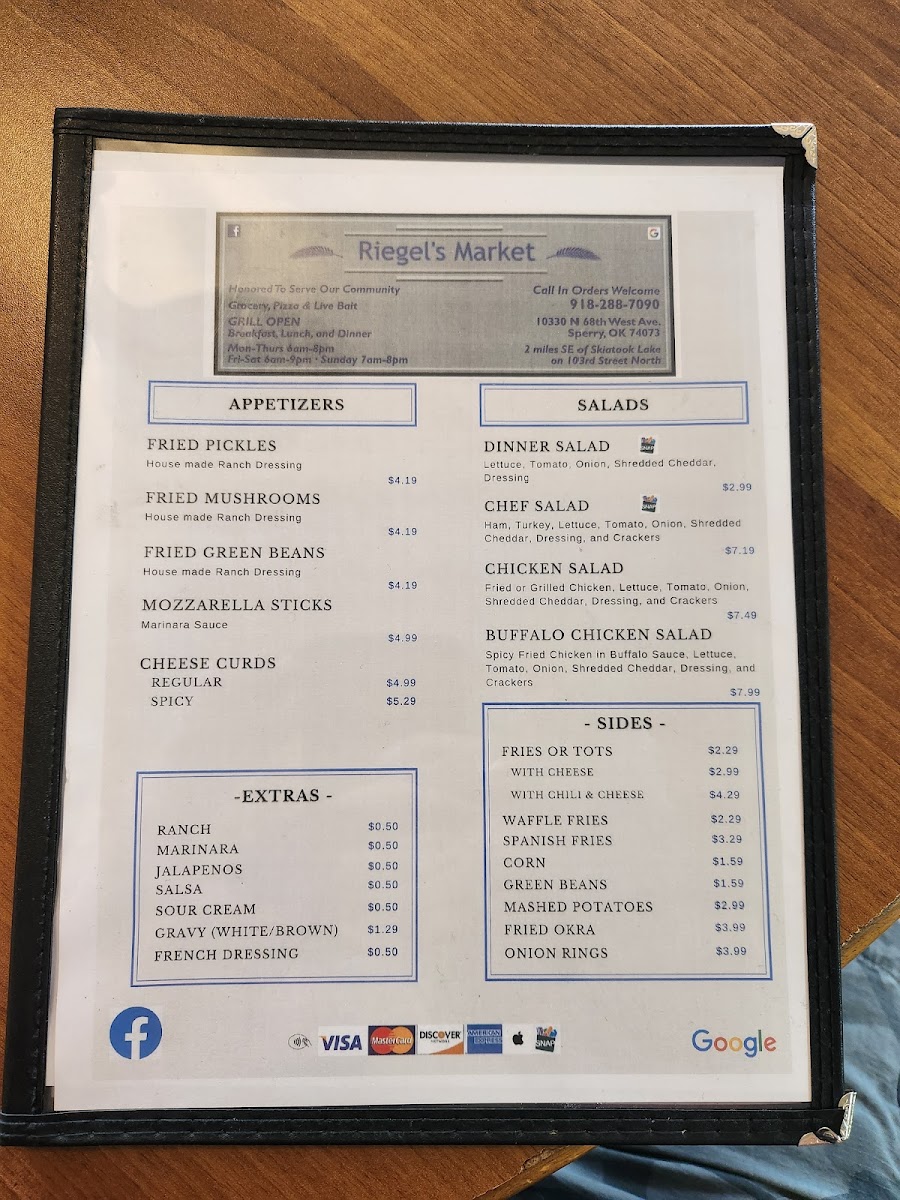 f
G
Riegel's Market
Honored To Serve Our Community
Grocery, Pizza & Live Bait
GRILL OPEN
Breakfast, Lunch, and Dinner
Mon-Thurs 6am-8pm
Fri-Sat 6am-9pm · Sunday 7am-8pm
Call In Orders Welcome
918-288-7090
10330 N 68th West Ave.
Sperry, OK 74073
2 miles SE of Skiatook Lake
on 103rd Street North
APPETIZERS
FRIED PICKLES
House made Ranch Dressing
$4.19
FRIED MUSHROOMS
House made Ranch Dressing
$4.19
FRIED GREEN BEANS
House made Ranch Dressing
$4.19
MOZZARELLA STICKS
Marinara Sauce
$4.99
CHEESE CURDS
REGULAR $4.99
SPICY $5.29
-EXTRAS -
RANCH $0.50
MARINARA $0.50
JALAPENOS $0.50
SALSA $0.50
SOUR CREAM $0.50
GRAVY (WHITE/BROWN) $1.29
FRENCH DRESSING $0.50
SALADS
DINNER SALAD SNAP
Lettuce, Tomato, Onion, Shredded Cheddar,
Dressing
$2.99
CHEF SALAD SNAP
Ham, Turkey, Lettuce, Tomato, Onion, Shredded
Cheddar, Dressing, and Crackers
$7.19
CHICKEN SALAD
Fried or Grilled Chicken, Lettuce, Tomato, Onion,
Shredded Cheddar, Dressing, and Crackers
$7.49
BUFFALO CHICKEN SALAD
Spicy Fried Chicken in Buffalo Sauce, Lettuce,
Tomato, Onion, Shredded Cheddar, Dressing, and
Crackers
$7.99
- SIDES -
FRIES OR TOTS $2.29
WITH CHEESE $2.99
WITH CHILI & CHEESE $4.29
WAFFLE FRIES $2.29
SPANISH FRIES $3.29
CORN $1.59
GREEN BEANS $1.59
MASHED POTATOES $2.99
FRIED OKRA $3.99
ONION RINGS $3.99
f
VISA MasterCard DISCOVER NETWORK AMERICAN EXPRESS SNAP
Google